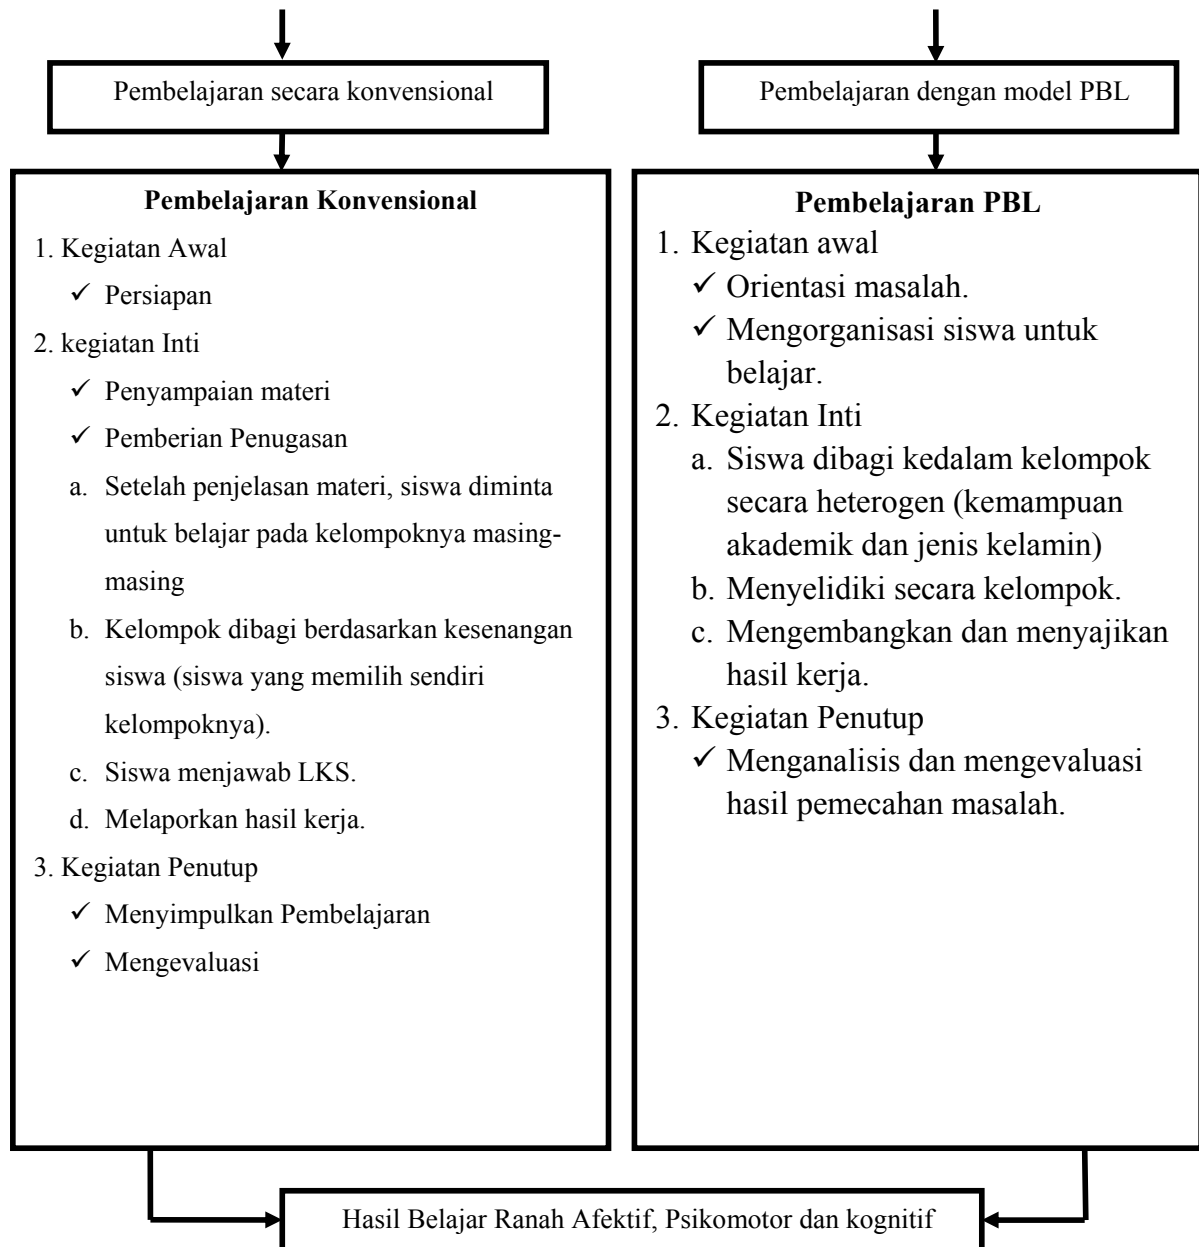 Pembelajaran secara konvensional
Pembelajaran dengan model PBL
Pembelajaran Konvensional
1. Kegiatan Awal
✓ Persiapan
2. kegiatan Inti
✓ Penyampaian materi
✓ Pemberian Penugasan
a. Setelah penjelasan materi, siswa diminta
untuk belajar pada kelompoknya masing-
masing
b. Kelompok dibagi berdasarkan kesenangan
siswa (siswa yang memilih sendiri
kelompoknya).
c. Siswa menjawab LKS.
d. Melaporkan hasil kerja.
3. Kegiatan Penutup
✓ Menyimpulkan Pembelajaran
✓ Mengevaluasi
Pembelajaran PBL
1. Kegiatan awal
✓ Orientasi masalah.
✓ Mengorganisasi siswa untuk
belajar.
2. Kegiatan Inti
a. Siswa dibagi kedalam kelompok
secara heterogen (kemampuan
akademik dan jenis kelamin)
b. Menyelidiki secara kelompok.
c. Mengembangkan dan menyajikan
hasil kerja.
3. Kegiatan Penutup
✓ Menganalisis dan mengevaluasi
hasil pemecahan masalah.
Hasil Belajar Ranah Afektif, Psikomotor dan kognitif